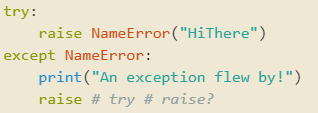 try:
    raise NameError("HiThere")
except NameError:
    print("An exception flew by!")
    raise # try # raise?